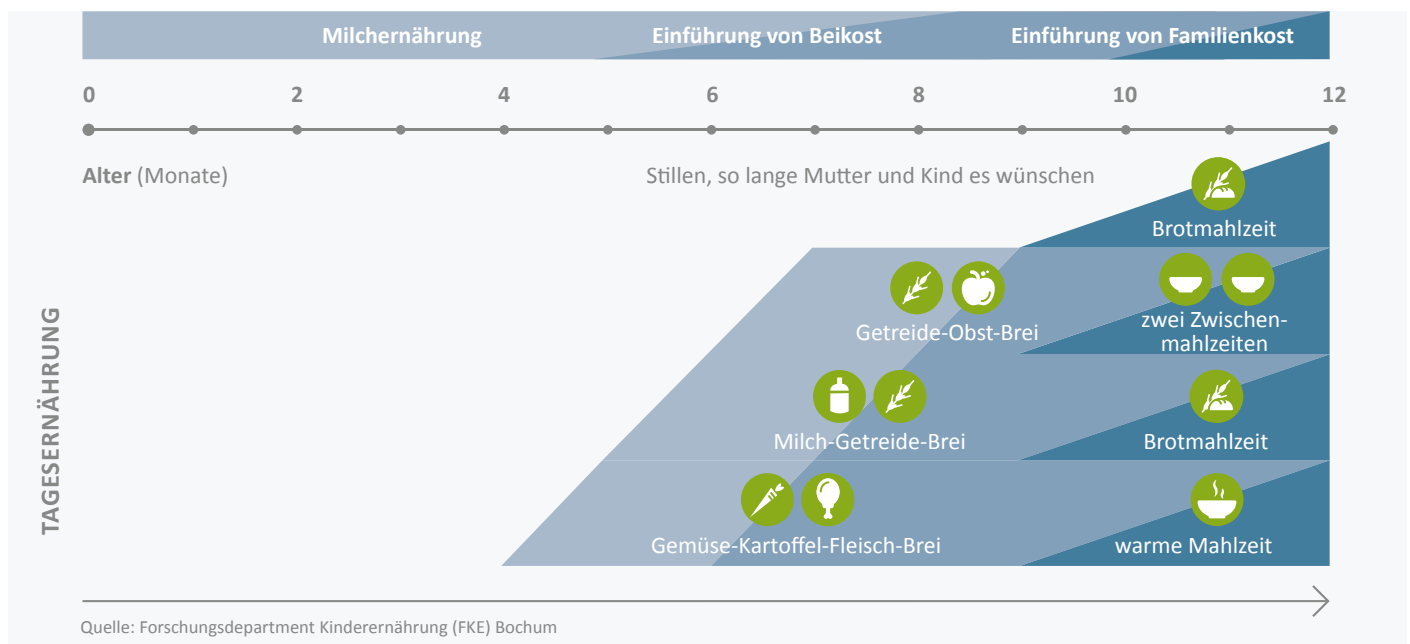 Milchernährung
Einführung von Beikost
Einführung von Familienkost
0 2 4 6 8 10 12
Alter (Monate)
Stillen, so lange Mutter und Kind es wünschen
TAGESERNÄHRUNG
Brotmahlzeit
Getreide-Obst-Brei
zwei Zwischen-
mahlzeiten
Milch-Getreide-Brei
Brotmahlzeit
Gemüse-Kartoffel-Fleisch-Brei
warme Mahlzeit
Quelle: Forschungsdepartment Kinderernährung (FKE) Bochum